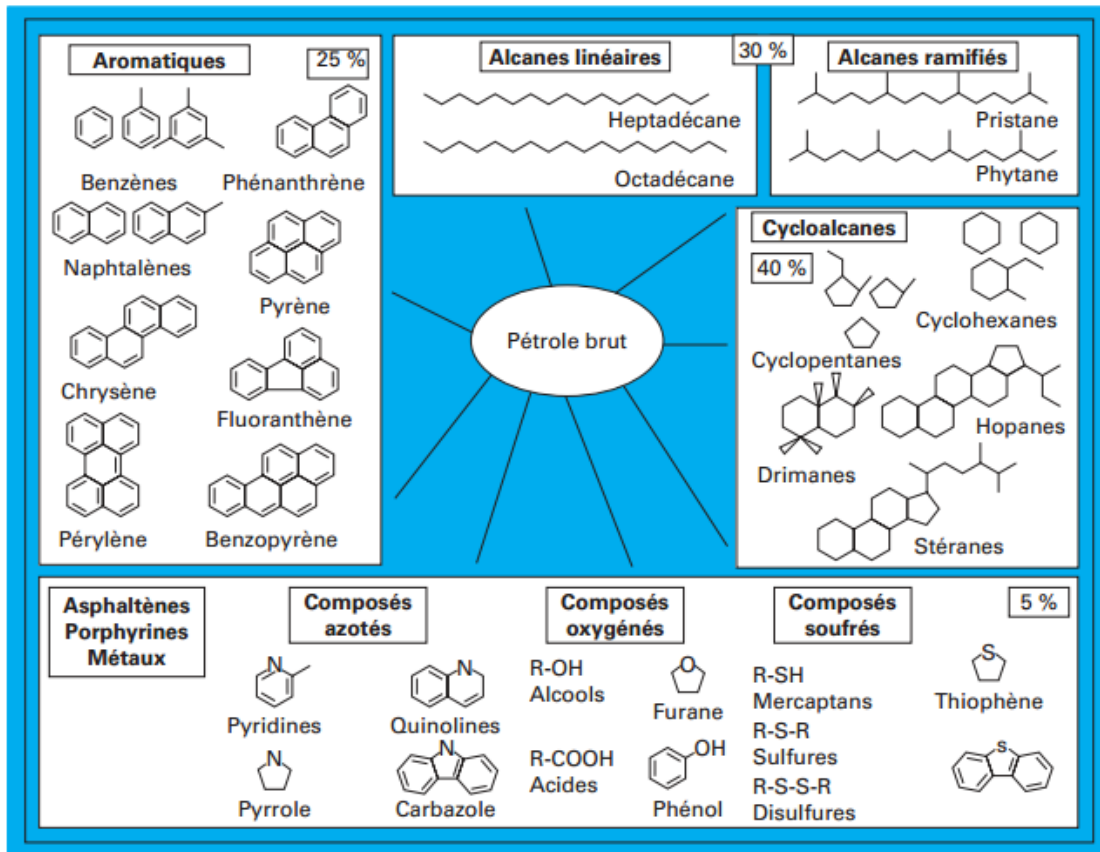 Aromatiques
25 %
Benzènes
Phénanthrène
Naphtalènes
Pyrène
Chrysène
Fluoranthène
Pérylène
Benzopyrène
Alcanes linéaires
30 %
Alcanes ramifiés
Heptadécane
Octadécane
Pristane
Phytane
Cycloalcanes
40 %
Cyclohexanes
Cyclopentanes
Hopanes
Drimanes
Stéranes
Pétrole brut
Asphaltènes
Porphyrines
Métaux
Composés
azotés
N
Pyridines
N
Quinolines
N
Pyrrole
N
Carbazole
Composés
oxygénés
R-OH
Alcools
O
Furane
R-COOH
Acides
OH
Phénol
Composés
soufrés
5 %
R-SH
Mercaptans
R-S-R
Sulfures
R-S-S-R
Disulfures
S
Thiophène
S